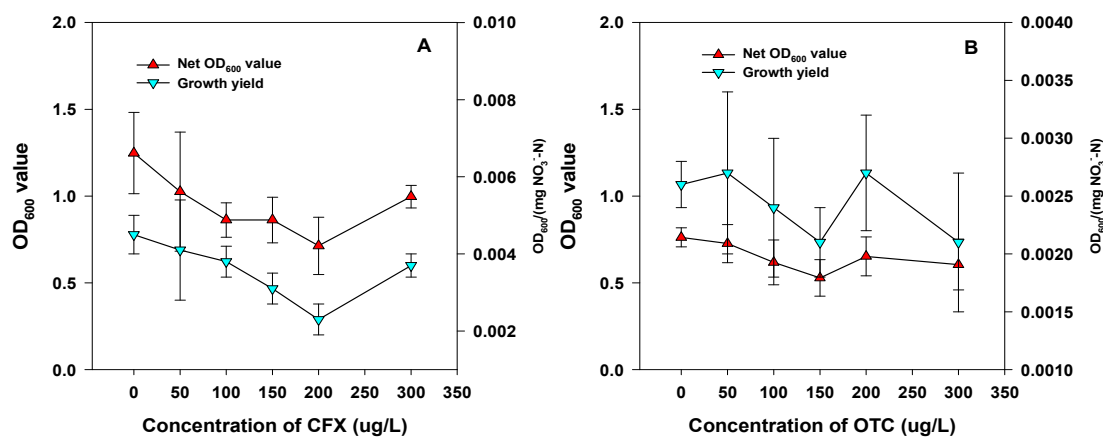 A
Net OD600 value
Growth yield
2.0
1.5
1.0
0.5
0.0
OD600 value
0.010
0.008
0.006
0.004
0.002
OD600/(mg NO3--N)
0 50 100 150 200 250 300 350
Concentration of CFX (ug/L)
B
Net OD600 value
Growth yield
2.0
1.5
1.0
0.5
0.0
OD600 value
0.0040
0.0035
0.0030
0.0025
0.0020
0.0015
0.0010
OD600/(mg NO3--N)
0 50 100 150 200 250 300 350
Concentration of OTC (ug/L)